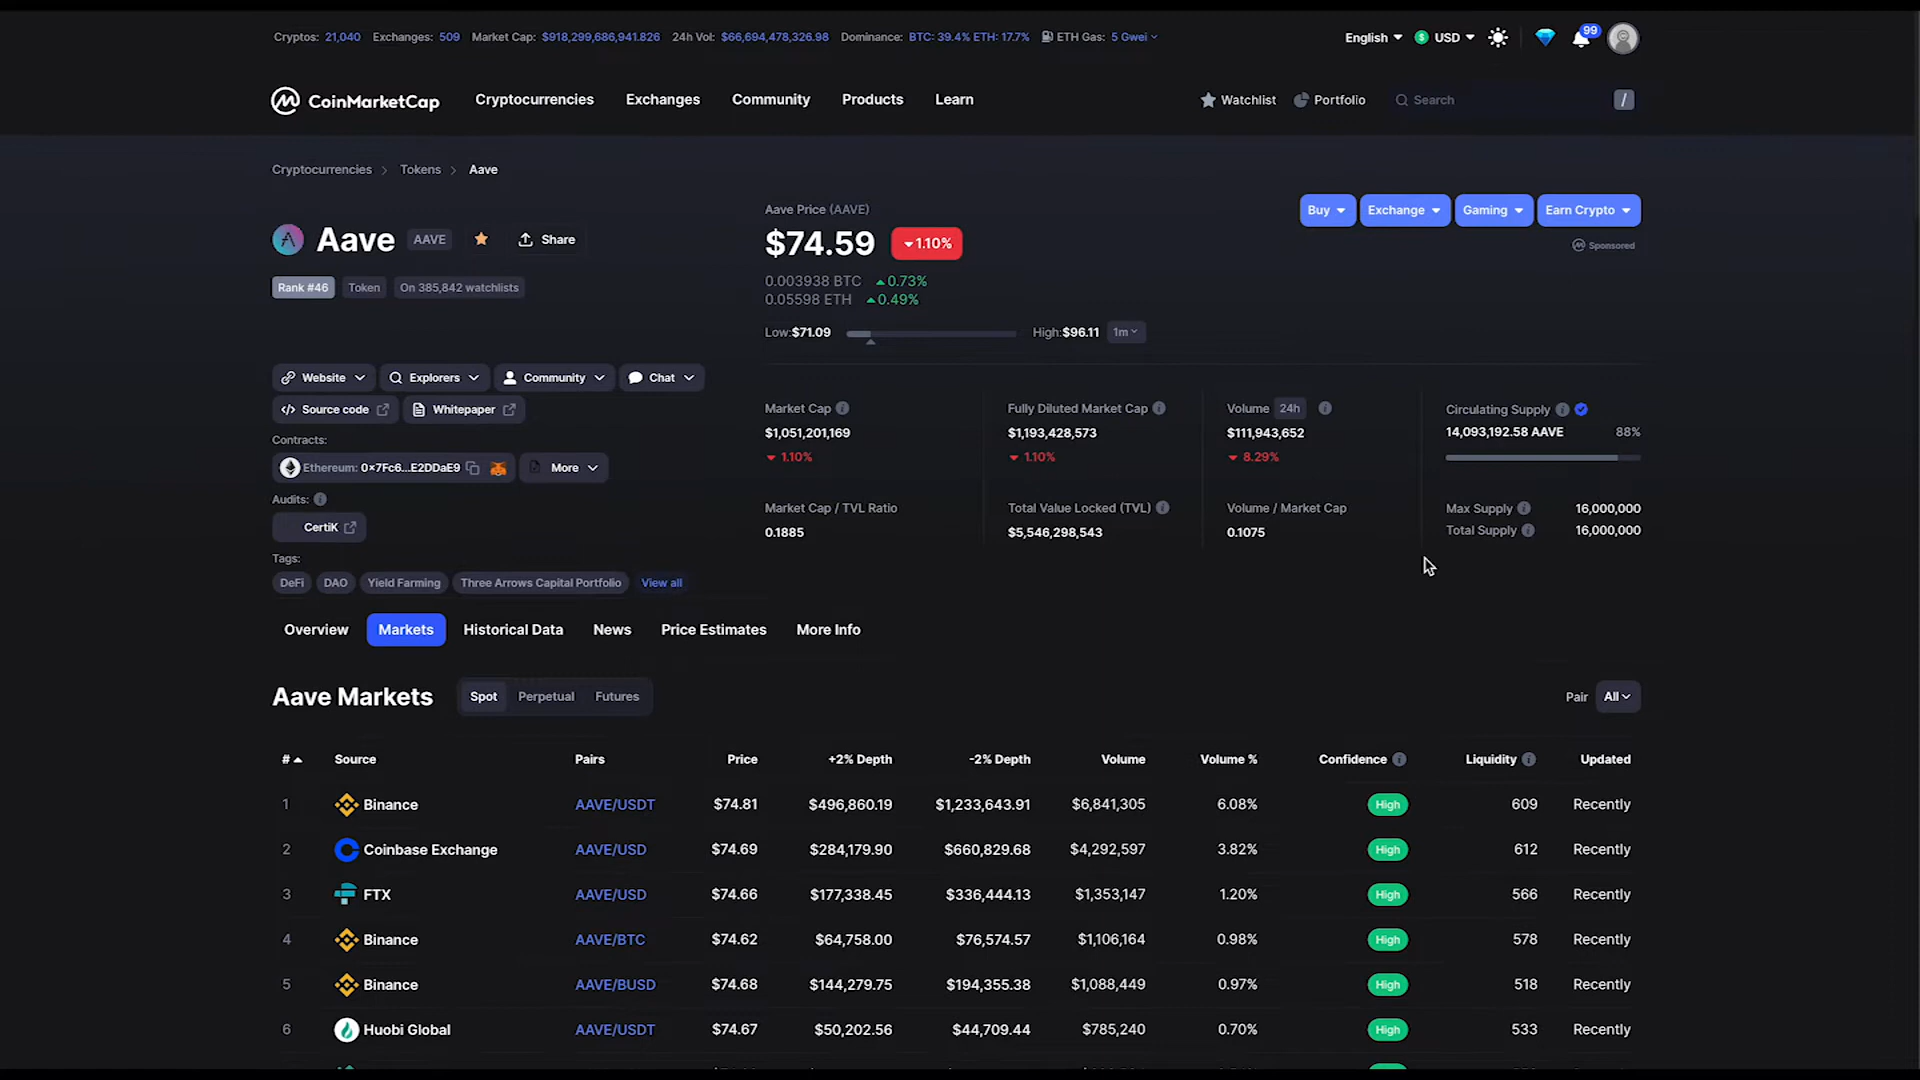 Cryptos: 21,040 Exchanges: 509 Market Cap: $918,299,686,941.826 24h Vol: $66,694,478,326.98 Dominance: BTC: 39.4% ETH: 17.7% ETH Gas: 5 Gwei English USD 99
CoinMarketCap Cryptocurrencies Exchanges Community Products Learn Watchlist Portfolio Search /
Cryptocurrencies > Tokens > Aave
Aave AAVE Share
Rank #46 Token On 385,842 watchlists
Aave Price (AAVE)
$74.59 1.10%
0.003938 BTC 0.73%
0.05598 ETH 0.49%
Low:$71.09 High:$96.11 1m
Buy Exchange Gaming Earn Crypto
Sponsored
Website Explorers Community Chat
Source code Whitepaper
Contracts:
Ethereum: 0x7Fc6...E2DDaE9 More
Audits:
CertiK
Tags:
DeFi DAO Yield Farming Three Arrows Capital Portfolio View all
Market Cap
$1,051,201,169
1.10%
Fully Diluted Market Cap
$1,193,428,573
1.10%
Volume 24h
$111,943,652
8.29%
Circulating Supply
14,093,192.58 AAVE 88%
Market Cap / TVL Ratio
0.1885
Total Value Locked (TVL)
$5,546,298,543
Volume / Market Cap
0.1075
Max Supply 16,000,000
Total Supply 16,000,000
Overview Markets Historical Data News Price Estimates More Info
Aave Markets Spot Perpetual Futures Pair All
# Source Pairs Price +2% Depth -2% Depth Volume Volume % Confidence Liquidity Updated
1 Binance AAVE/USDT $74.81 $496,860.19 $1,233,643.91 $6,841,305 6.08% High 609 Recently
2 Coinbase Exchange AAVE/USD $74.69 $284,179.90 $660,829.68 $4,292,597 3.82% High 612 Recently
3 FTX AAVE/USD $74.66 $177,338.45 $336,444.13 $1,353,147 1.20% High 566 Recently
4 Binance AAVE/BTC $74.62 $64,758.00 $76,574.57 $1,106,164 0.98% High 578 Recently
5 Binance AAVE/BUSD $74.68 $144,279.75 $194,355.38 $1,088,449 0.97% High 518 Recently
6 Huobi Global AAVE/USDT $74.67 $50,202.56 $44,709.44 $785,240 0.70% High 533 Recently